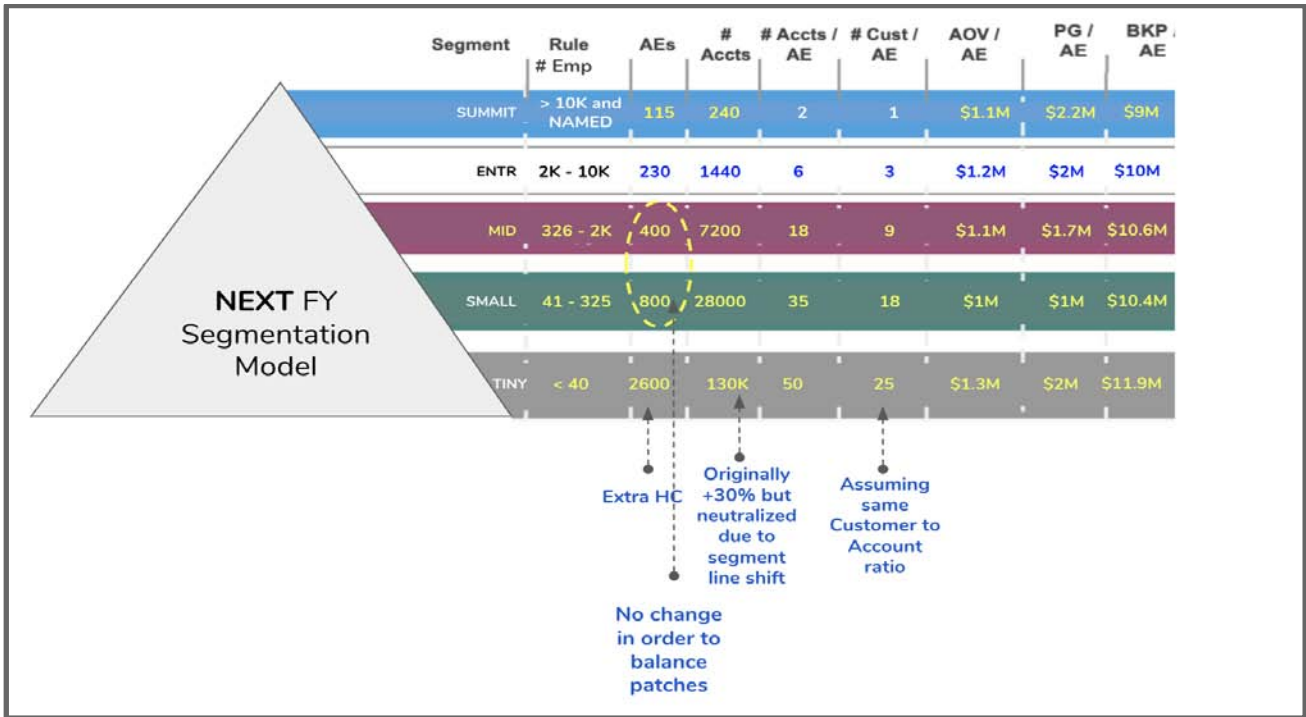 Segment Rule # Emp AEs # Accts # Accts / AE # Cust / AE AOV / AE PG / AE BKP / AE
SUMMIT > 10K and NAMED 115 240 2 1 $1.1M $2.2M $9M
ENTR 2K - 10K 230 1440 6 3 $1.2M $2M $10M
MID 326 - 2K 400 7200 18 9 $1.1M $1.7M $10.6M
SMALL 41 - 325 800 28000 35 18 $1M $1M $10.4M
TINY < 40 2600 130K 50 25 $1.3M $2M $11.9M
NEXT FY
Segmentation
Model
Extra HC
Originally
+30% but
neutralized
due to
segment
line shift
Assuming
same
Customer to
Account
ratio
No change
in order to
balance
patches